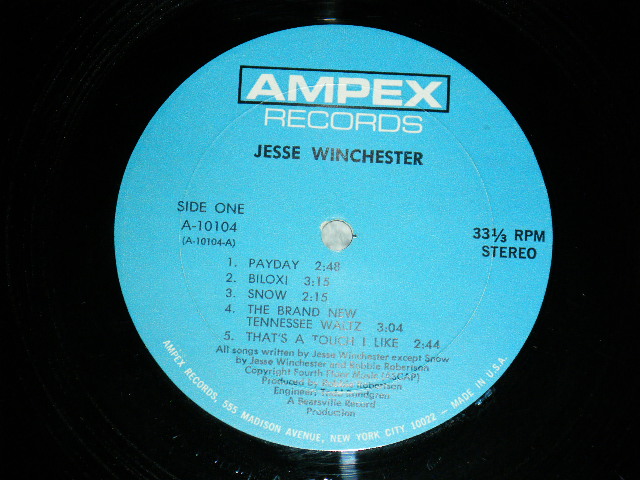 AMPEX
RECORDS
JESSE WINCHESTER
SIDE ONE
A-10104
(A-10104-A)
33⅓ RPM
STEREO
1. PAYDAY 2:48
2. BILOXI 3:15
3. SNOW 2:15
4. THE BRAND NEW
TENNESSEE WALTZ 3:04
5. THAT'S A TOUCH I LIKE 2:44
All songs written by Jesse Winchester except Snow
by Jesse Winchester and Robbie Robertson
Copyright Fourth Floor Music (ASCAP)
Produced by Robbie Robertson
Engineer: Todd Rundgren
A Bearsville Record
Production
AMPEX RECORDS, 555 MADISON AVENUE, NEW YORK CITY 10022 — MADE IN U.S.A.